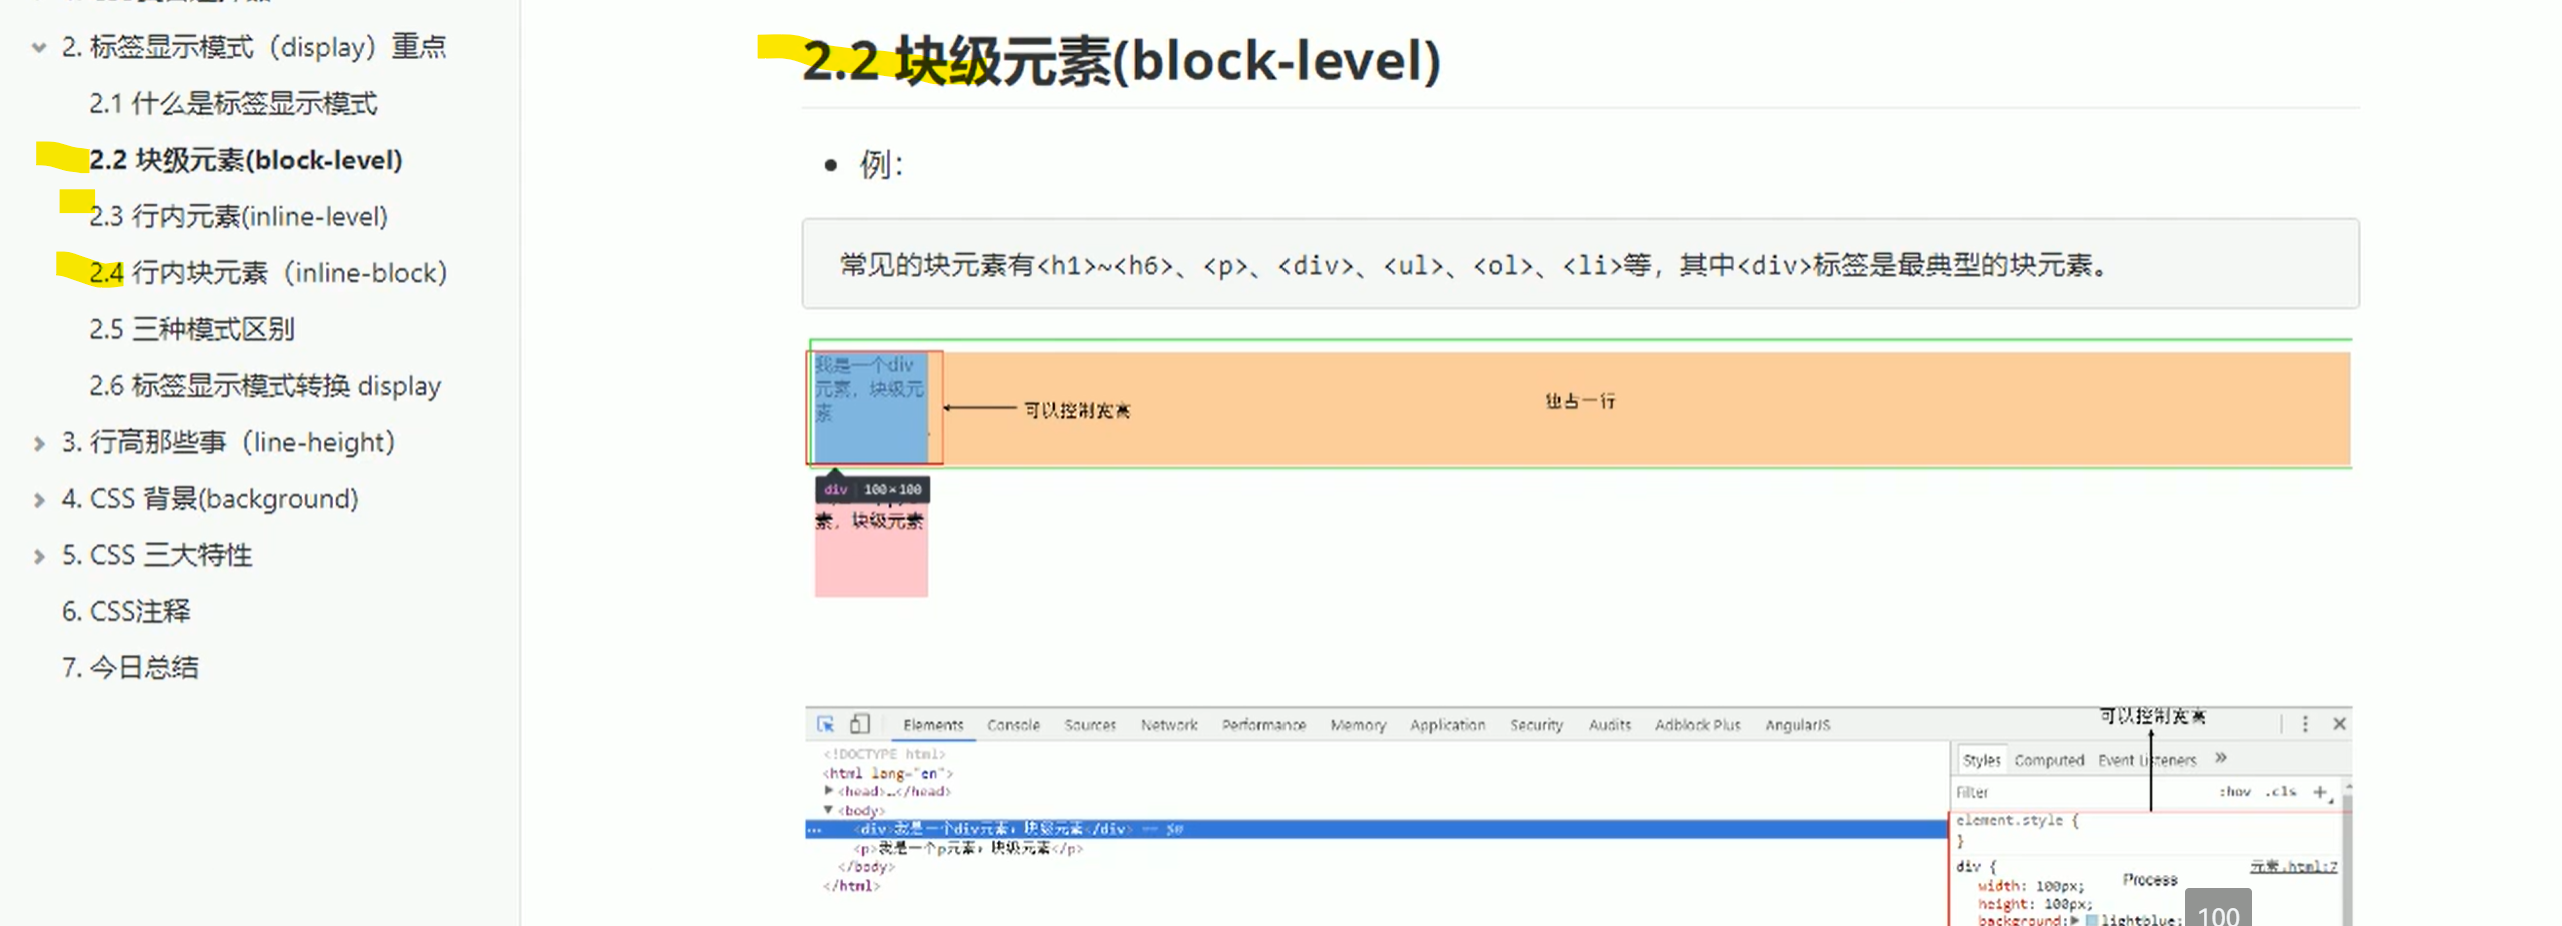 2. 标签显示模式（display）重点
2.1 什么是标签显示模式
2.2 块级元素(block-level)
2.3 行内元素(inline-level)
2.4 行内块元素（inline-block）
2.5 三种模式区别
2.6 标签显示模式转换 display
3. 行高那些事（line-height）
4. CSS 背景(background)
5. CSS 三大特性
6. CSS注释
7. 今日总结
2.2 块级元素(block-level)
例：
常见的块元素有<h1>~<h6>、<p>、<div>、<ul>、<ol>、<li>等，其中<div>标签是最典型的块元素。
我是一个div
元素，块级元
素
可以控制宽高
独占一行
div 100×100
素，块级元素
可以控制宽高
Elements Console Sources Network Performance Memory Application Security Audits Adblock Plus AngularJS
<!DOCTYPE html>
<html lang="en">
<head>…</head>
<body>
<div>我是一个div元素，块级元素</div> == $0
<p>我是一个p元素，块级元素</p>
</body>
</html>
Styles Computed Event Listeners »
Filter :hov .cls +
element.style {
}
div { 元素.html:7
width: 100px;
Process
height: 100px;
background: lightblue;
100